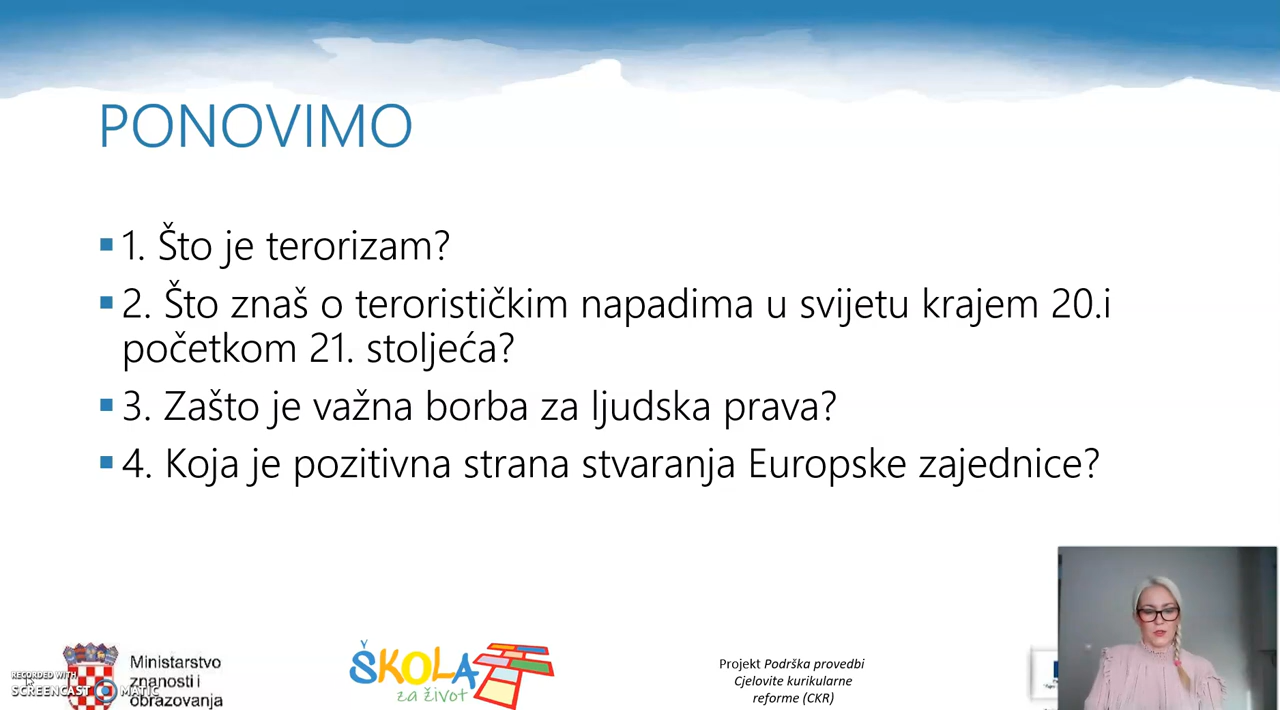 PONOVIMO
1. Što je terorizam?
2. Što znaš o terorističkim napadima u svijetu krajem 20.i
početkom 21. stoljeća?
3. Zašto je važna borba za ljudska prava?
4. Koja je pozitivna strana stvaranja Europske zajednice?
Ministarstvo
znanosti i
obrazovanja
RECORDED WITH
SCREENCAST MATIC
ŠKOLA
za život
Projekt Podrška provedbi
Cjelovite kurikularne
reforme (CKR)